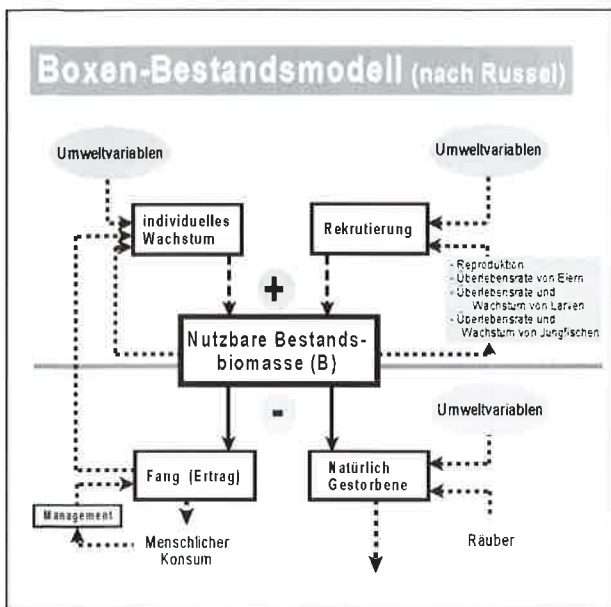 Boxen-Bestandsmodell (nach Russel)
Umweltvariablen
Umweltvariablen
individuelles
Wachstum
Rekrutierung
- Reproduktion
- Überlebensrate von Eiern
- Überlebensrate und
Wachstum von Larven
- Überlebensrate und
Wachstum von Jungfischen
+
Nutzbare Bestands-
biomasse (B)
-
Umweltvariablen
Fang (Ertrag)
Natürlich
Gestorbene
Management
Menschlicher
Konsum
Räuber